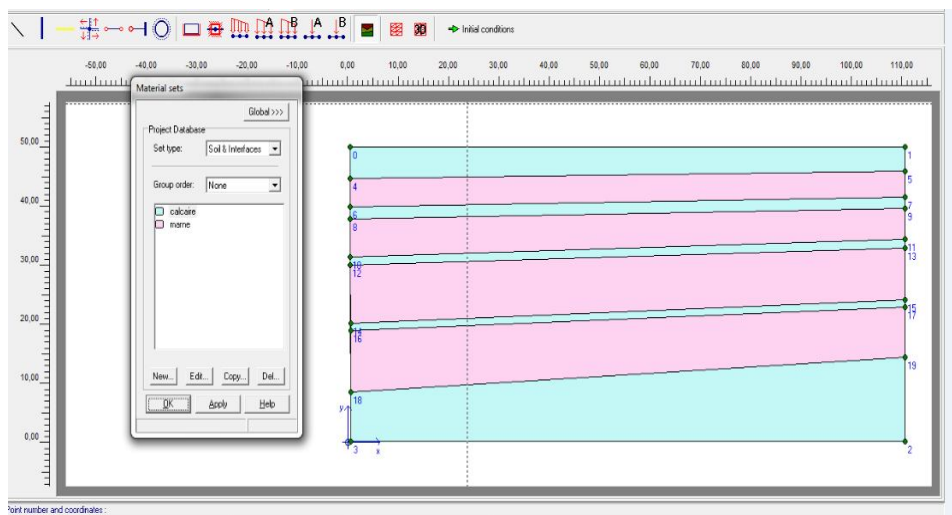 A B A B
Initial conditions
-50,00 -40,00 -30,00 -20,00 -10,00 0,00 10,00 20,00 30,00 40,00 50,00 60,00 70,00 80,00 90,00 100,00 110,00
Material sets
Global >>>
Project Database
Set type: Soil & Interfaces
Group order: None
calcaire
marne
New... Edit... Copy... Del...
OK Apply Help
50,00
40,00
30,00
20,00
10,00
0,00
0 1
4 5
6 7
8 9
10 11
12 13
14 15
16 17
18 19
y
3 x 2
Point number and coordinates :